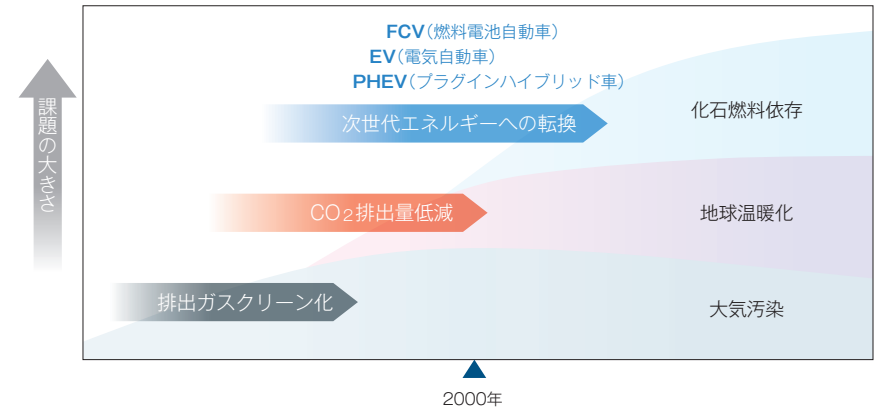 FCV（燃料電池自動車）
EV（電気自動車）
PHEV（プラグインハイブリッド車）
課題の大きさ
次世代エネルギーへの転換
化石燃料依存
CO2排出量低減
地球温暖化
排出ガスクリーン化
大気汚染
2000年